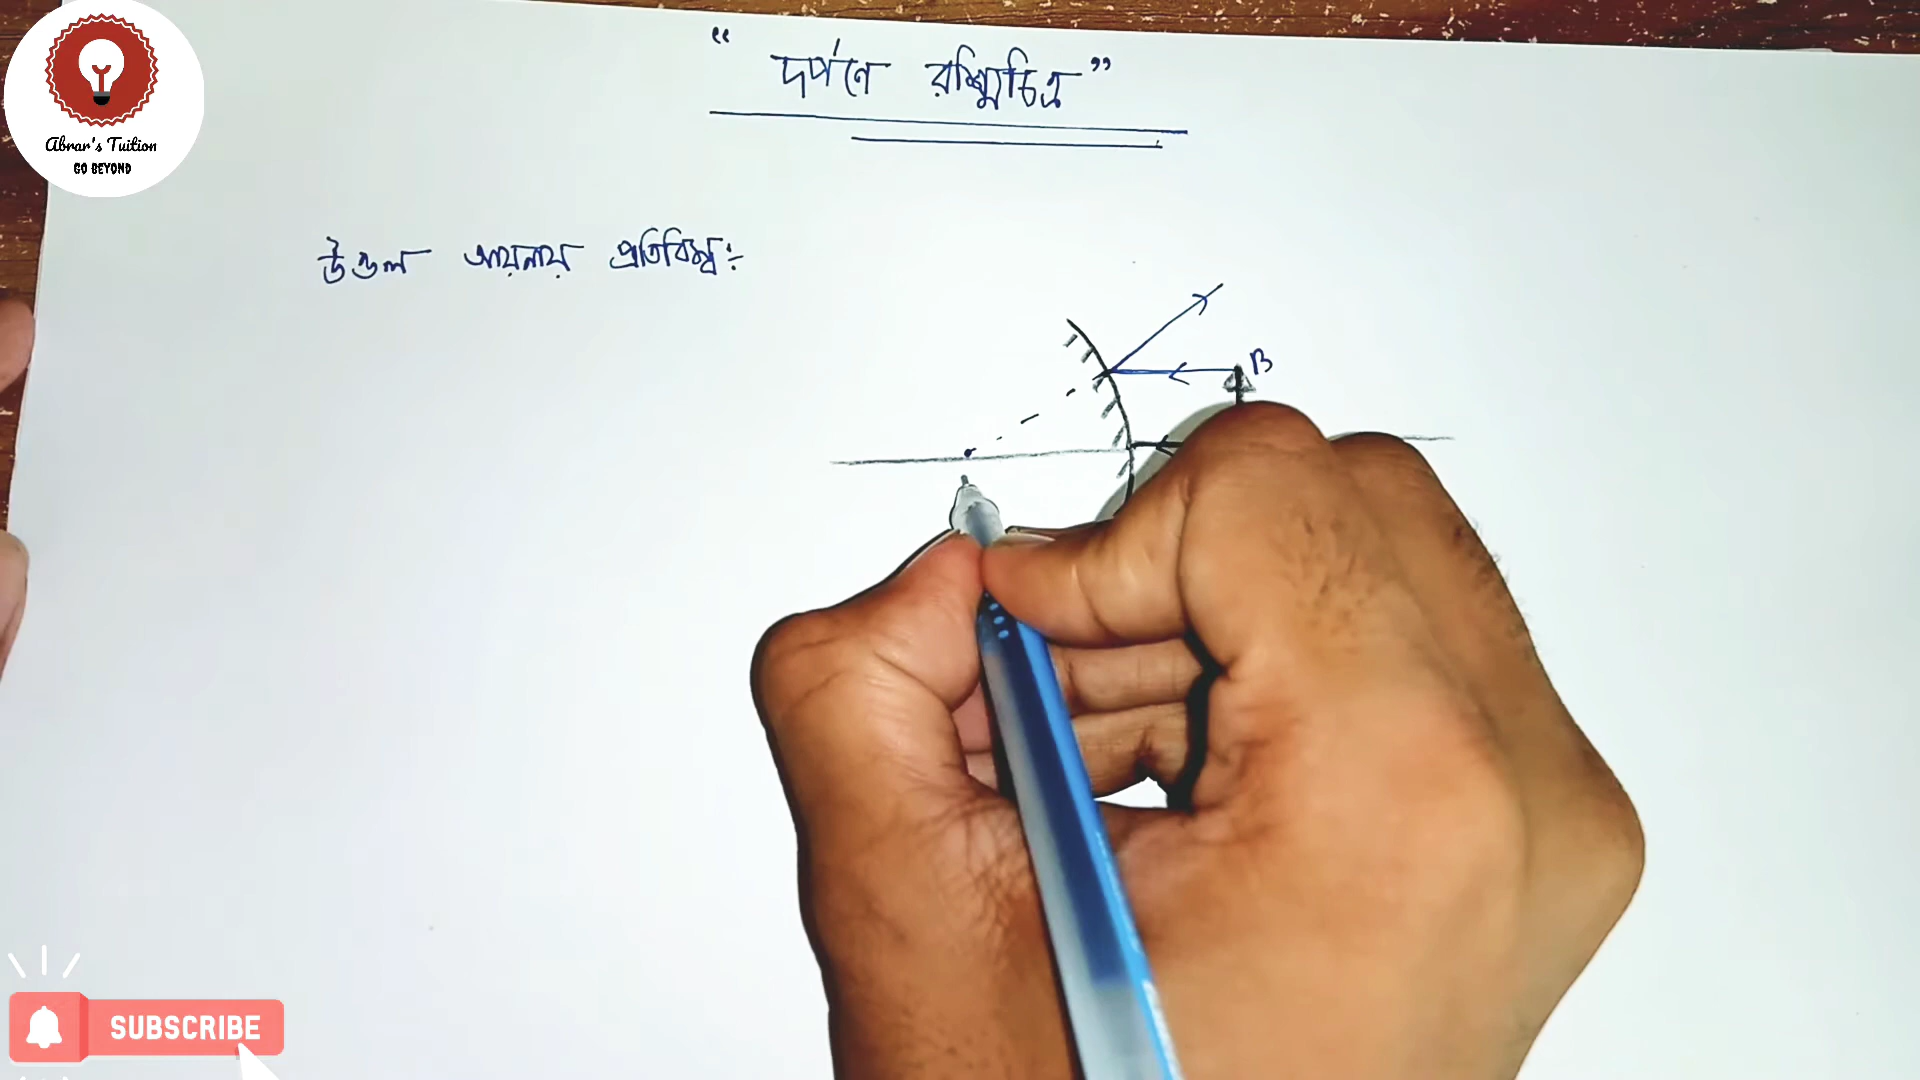 Abrar's Tuition
GO BEYOND
“ দর্পণে রশ্মিচিত্র ”
উত্তল আয়নায় প্রতিবিম্ব ঃ
B
SUBSCRIBE